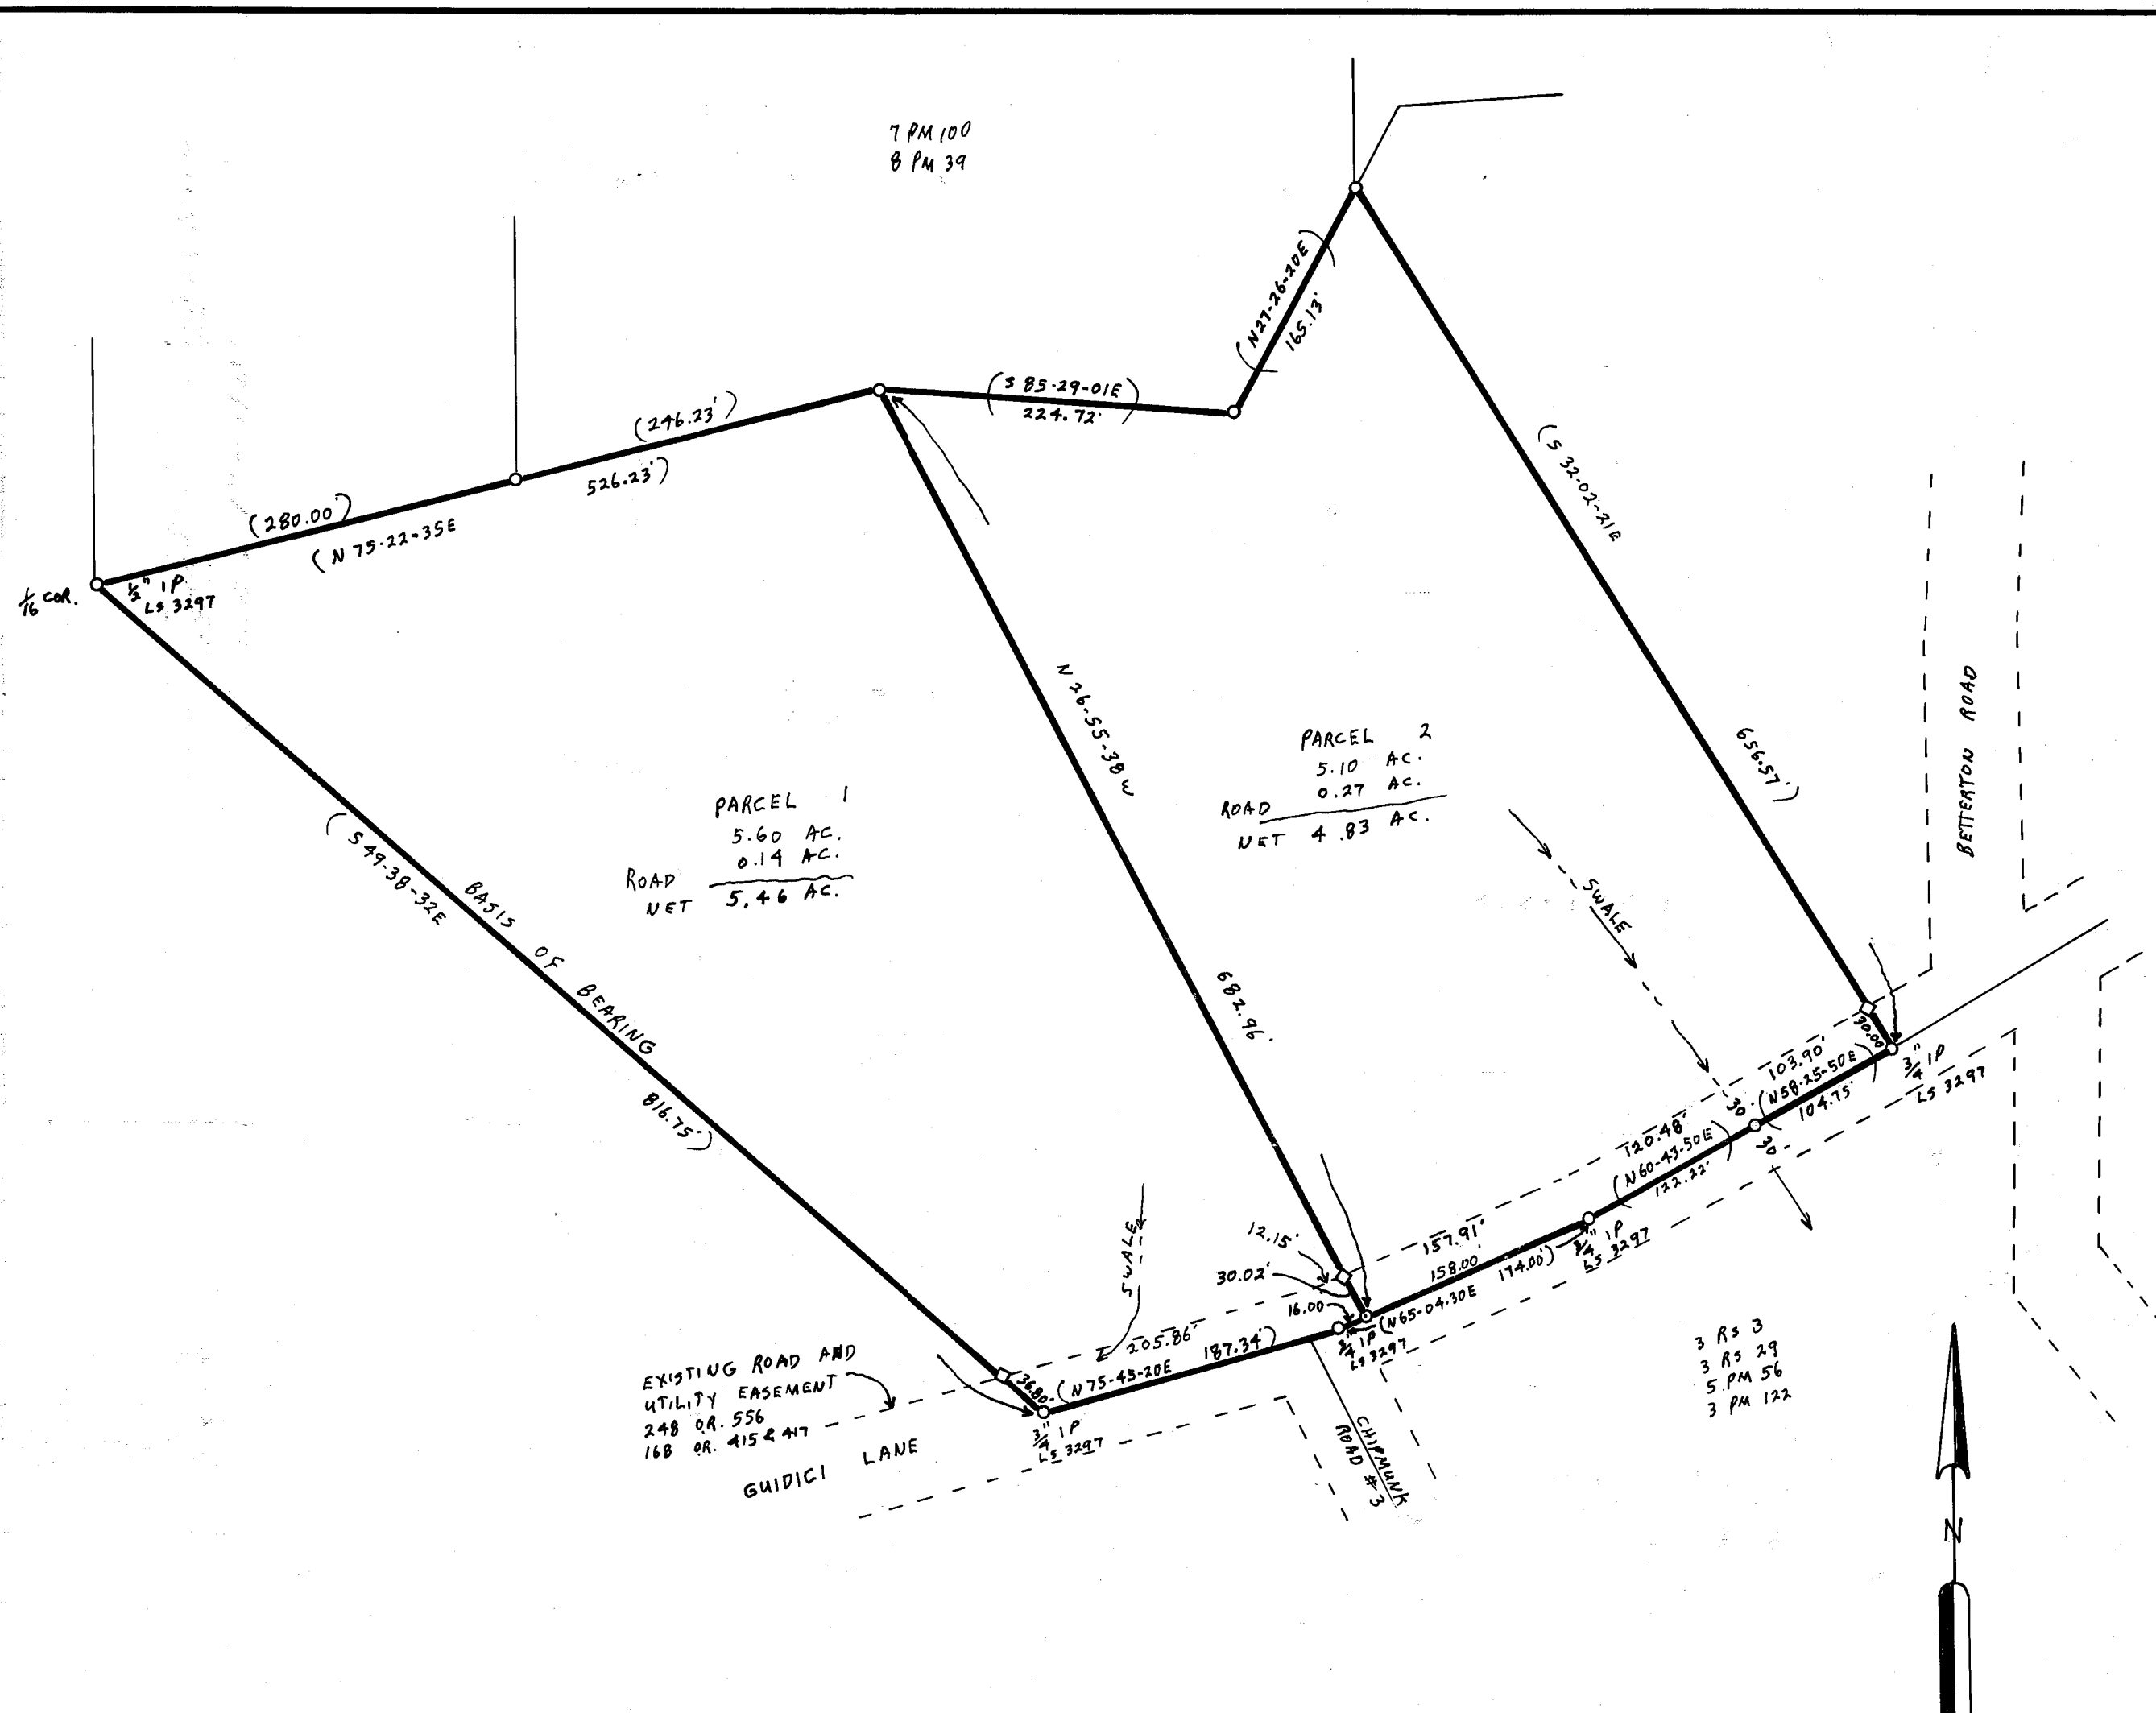 7 PM 100
8 PM 39
(N27-26-20E)
165.13'
(S 85-29-01E)
224.72'
(246.23')
526.23')
(280.00')
(N 75-22-35E
1/16 COR.
1/2" IP
LS 3297
(S 32-02-21E
656.57')
BETTERTON ROAD
N 26-55-38 W
682.96'
PARCEL 1
5.60 AC.
ROAD 0.14 AC.
NET 5.46 AC.
PARCEL 2
5.10 AC.
ROAD 0.27 AC.
NET 4.83 AC.
SWALE
(S 49-38-32E
BASIS OF BEARING
816.75')
30.00
103.90'
(N58-25-50E)
104.75'
3/4" IP
LS 3297
30'
30'
120.48'
(N60-43-50E)
122.22'
3/4" IP
LS 3297
157.91'
158.00'
174.00')
(N65-04-30E
12.15'
30.02'
16.00
3/4" IP
LS 3297
SWALE
205.86'
187.34')
(N 75-45-20E
36.80
3/4" IP
LS 3297
EXISTING ROAD AND
UTILITY EASEMENT
248 O.R. 556
168 O.R. 415 & 417
GUIDICI LANE
CHIPMUNK
ROAD #3
3 RS 3
3 RS 29
5 PM 56
3 PM 122
N